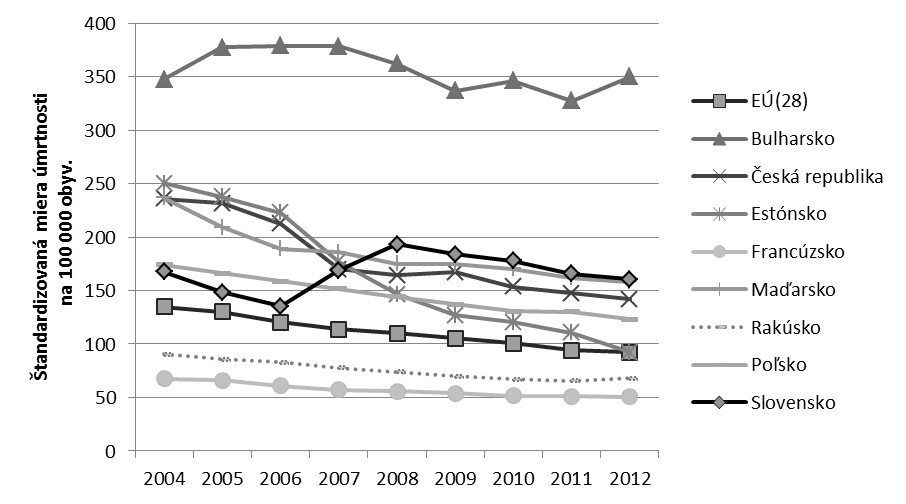 Štandardizovaná miera úmrtnosti
na 100 000 obyv.
400
350
300
250
200
150
100
50
0
2004 2005 2006 2007 2008 2009 2010 2011 2012
EÚ(28)
Bulharsko
Česká republika
Estónsko
Francúzsko
Maďarsko
Rakúsko
Poľsko
Slovensko